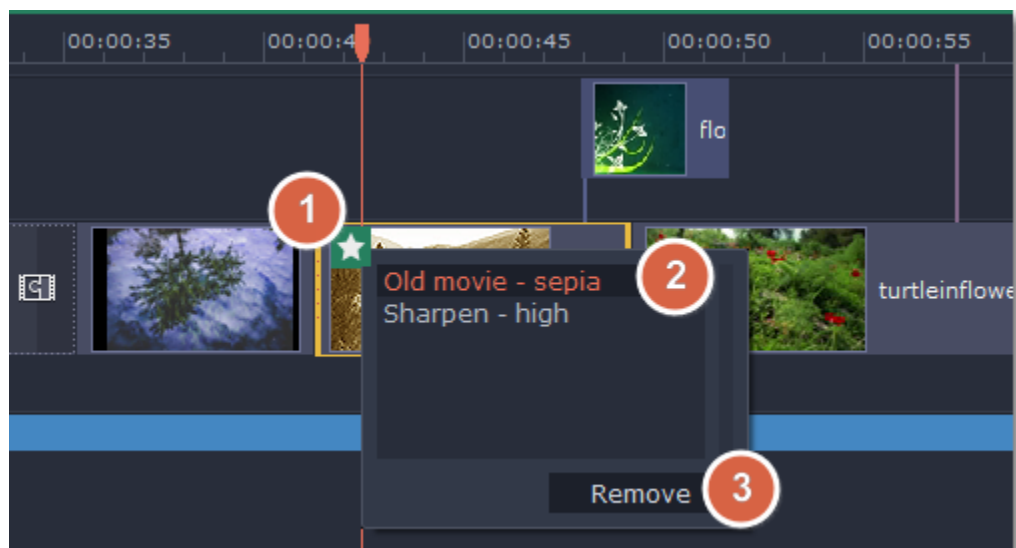 00:00:35 00:00:4 00:00:45 00:00:50 00:00:55
flo
1
turtleinflowe
2
Old movie - sepia
Sharpen - high
Remove
3